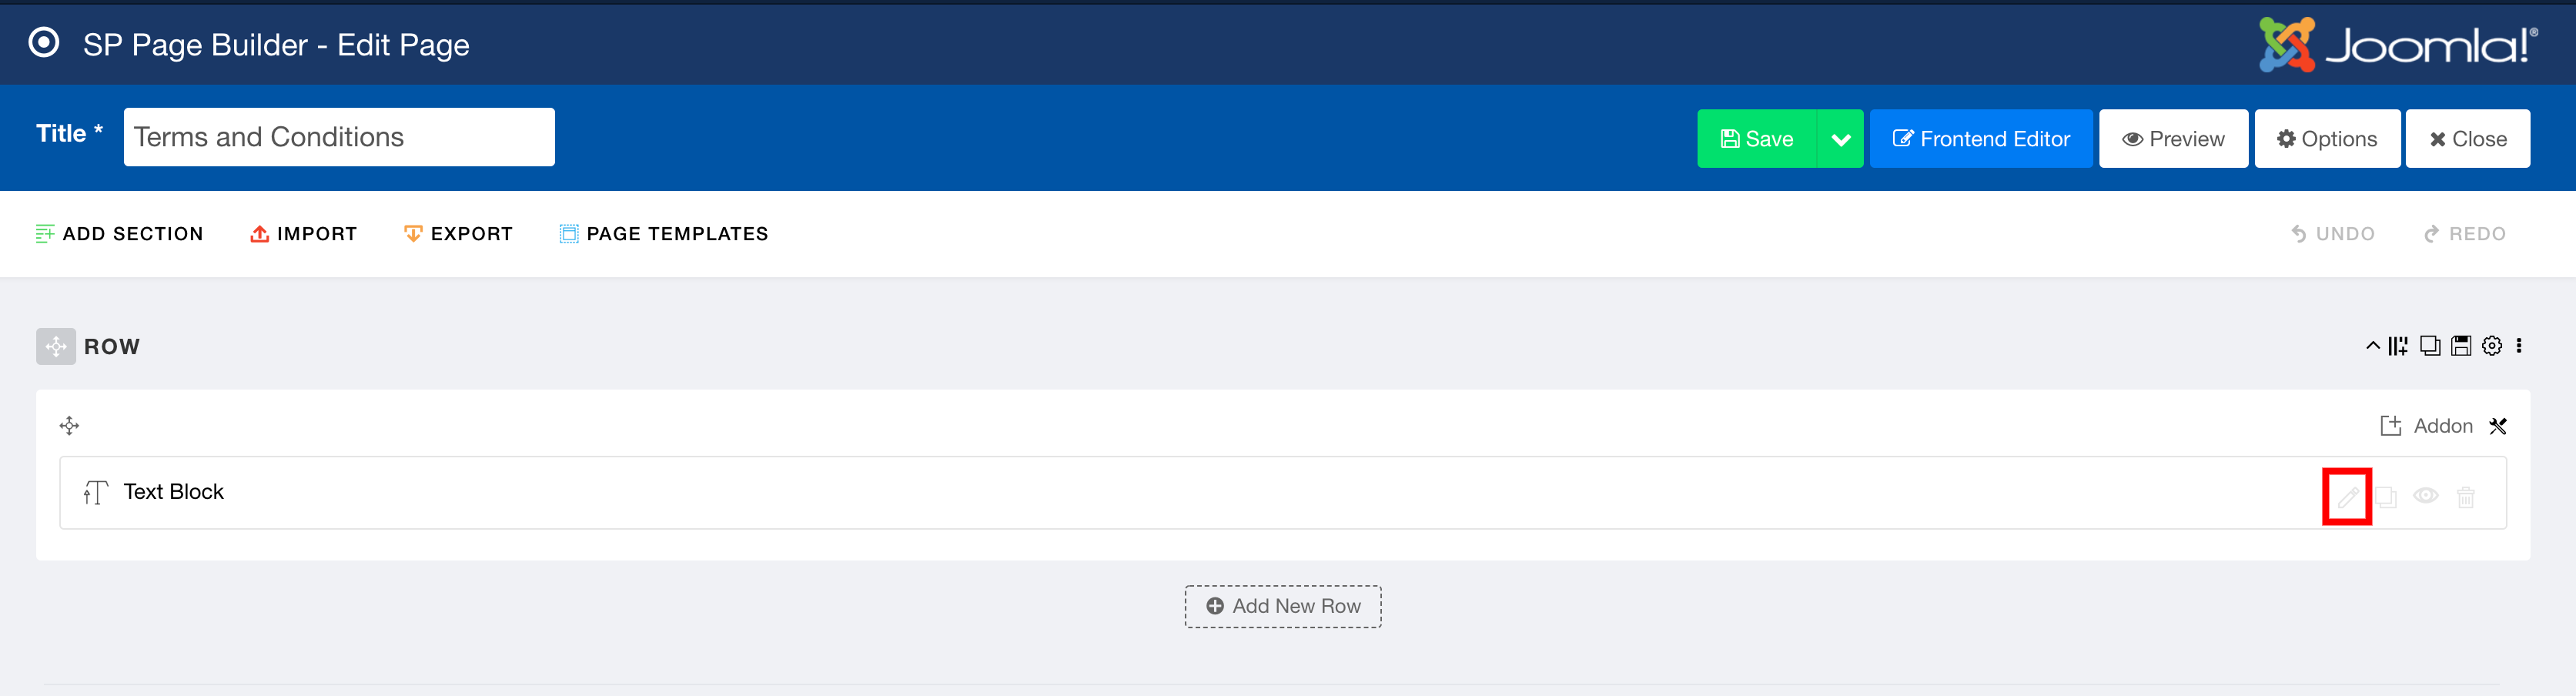 SP Page Builder - Edit Page
Joomla!®
Title *
Terms and Conditions
Save
Frontend Editor
Preview
Options
Close
ADD SECTION
IMPORT
EXPORT
PAGE TEMPLATES
UNDO
REDO
ROW
Addon
Text Block
Add New Row